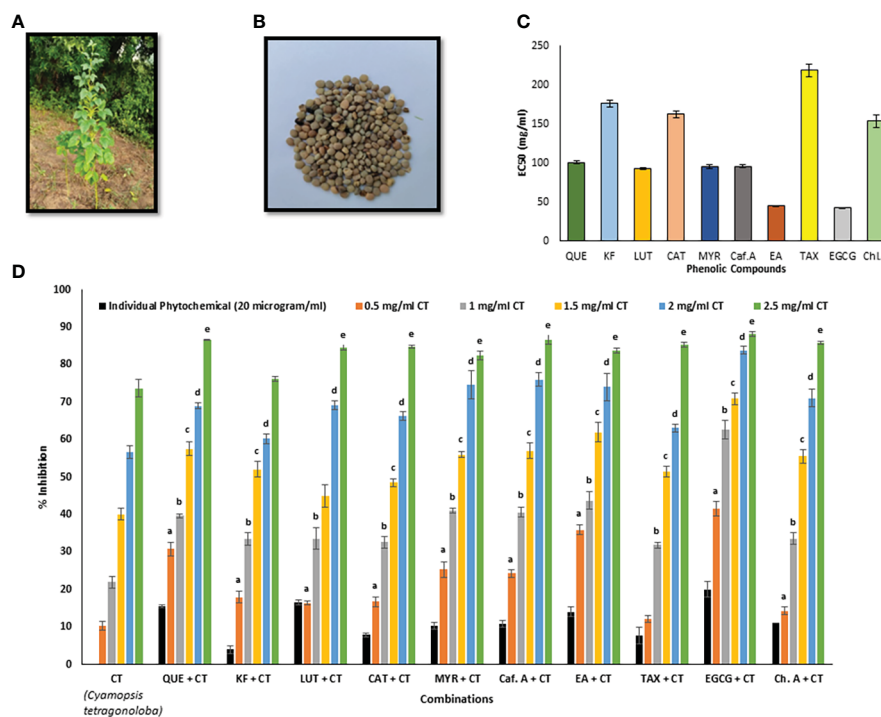 A
B
C
250
200
150
100
50
0
EC50 (mg/ml)
QUE KF LUT CAT MYR Caf.A EA TAX EGCG Ch.
Phenolic Compounds
D
Individual Phytochemical (20 microgram/ml) 0.5 mg/ml CT 1 mg/ml CT 1.5 mg/ml CT 2 mg/ml CT 2.5 mg/ml CT
100
90
80
70
60
50
40
30
20
10
0
% Inhibition
a b c d e
a b c d
a b d e
a b c d e
a b c d e
a b c d e
a b c d e
b c d e
a b c d e
a b c d e
CT QUE + CT KF + CT LUT + CT CAT + CT MYR + CT Caf. A + CT EA + CT TAX + CT EGCG + CT Ch. A + CT
(Cyamopsis
tetragonoloba)
Combinations